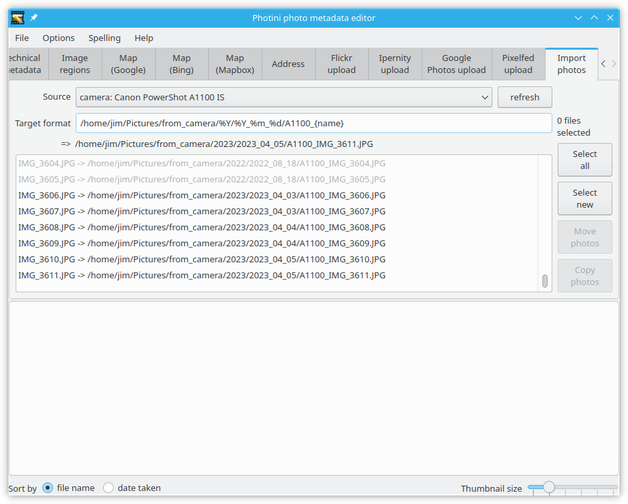 Photini photo metadata editor
File Options Spelling Help
echnical Image Map Map Map Address Flickr Ipernity Google Pixelfed Import
etadata regions (Google) (Bing) (Mapbox) upload upload Photos upload upload photos
Source camera: Canon PowerShot A1100 IS refresh
Target format /home/jim/Pictures/from_camera/%Y/%Y_%m_%d/A1100_{name}
0 files
selected
=> /home/jim/Pictures/from_camera/2023/2023_04_05/A1100_IMG_3611.JPG
IMG_3604.JPG -> /home/jim/Pictures/from_camera/2022/2022_08_18/A1100_IMG_3604.JPG
IMG_3605.JPG -> /home/jim/Pictures/from_camera/2022/2022_08_18/A1100_IMG_3605.JPG
IMG_3606.JPG -> /home/jim/Pictures/from_camera/2023/2023_04_03/A1100_IMG_3606.JPG
IMG_3607.JPG -> /home/jim/Pictures/from_camera/2023/2023_04_03/A1100_IMG_3607.JPG
IMG_3608.JPG -> /home/jim/Pictures/from_camera/2023/2023_04_04/A1100_IMG_3608.JPG
IMG_3609.JPG -> /home/jim/Pictures/from_camera/2023/2023_04_04/A1100_IMG_3609.JPG
IMG_3610.JPG -> /home/jim/Pictures/from_camera/2023/2023_04_05/A1100_IMG_3610.JPG
IMG_3611.JPG -> /home/jim/Pictures/from_camera/2023/2023_04_05/A1100_IMG_3611.JPG
Select
all
Select
new
Move
photos
Copy
photos
Sort by file name date taken Thumbnail size